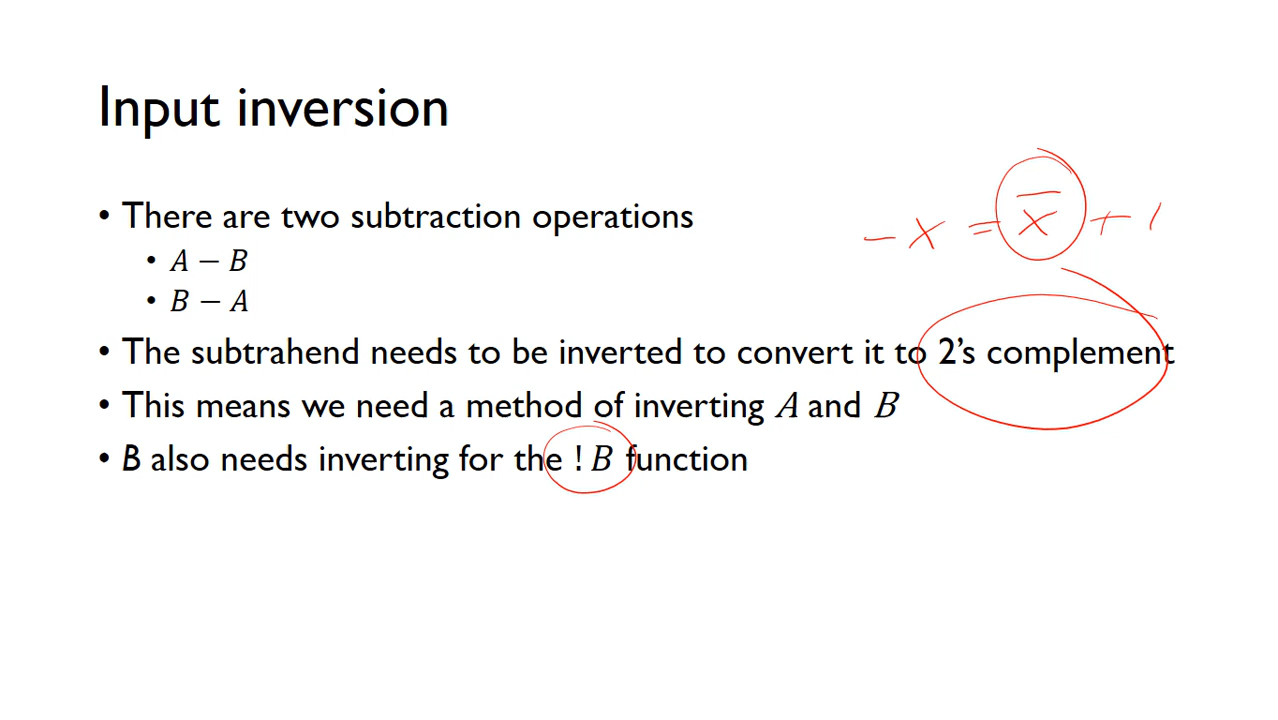 Input inversion
• There are two subtraction operations
• A – B
• B – A
-x = x̅ + 1
• The subtrahend needs to be inverted to convert it to 2's complement
• This means we need a method of inverting A and B
• B also needs inverting for the ! B function